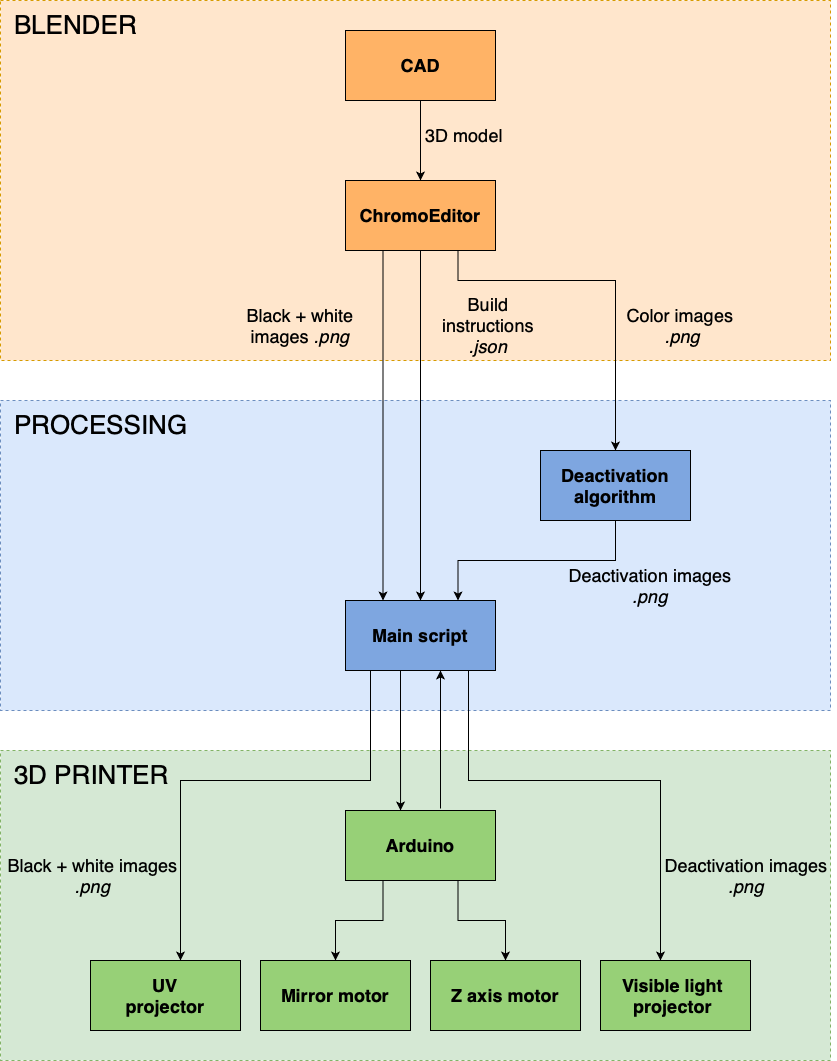 BLENDER
CAD
3D model
ChromoEditor
Black + white
images .png
Build
instructions
.json
Color images
.png
PROCESSING
Deactivation
algorithm
Deactivation images
.png
Main script
3D PRINTER
Arduino
Black + white images
.png
Deactivation images
.png
UV
projector
Mirror motor
Z axis motor
Visible light
projector